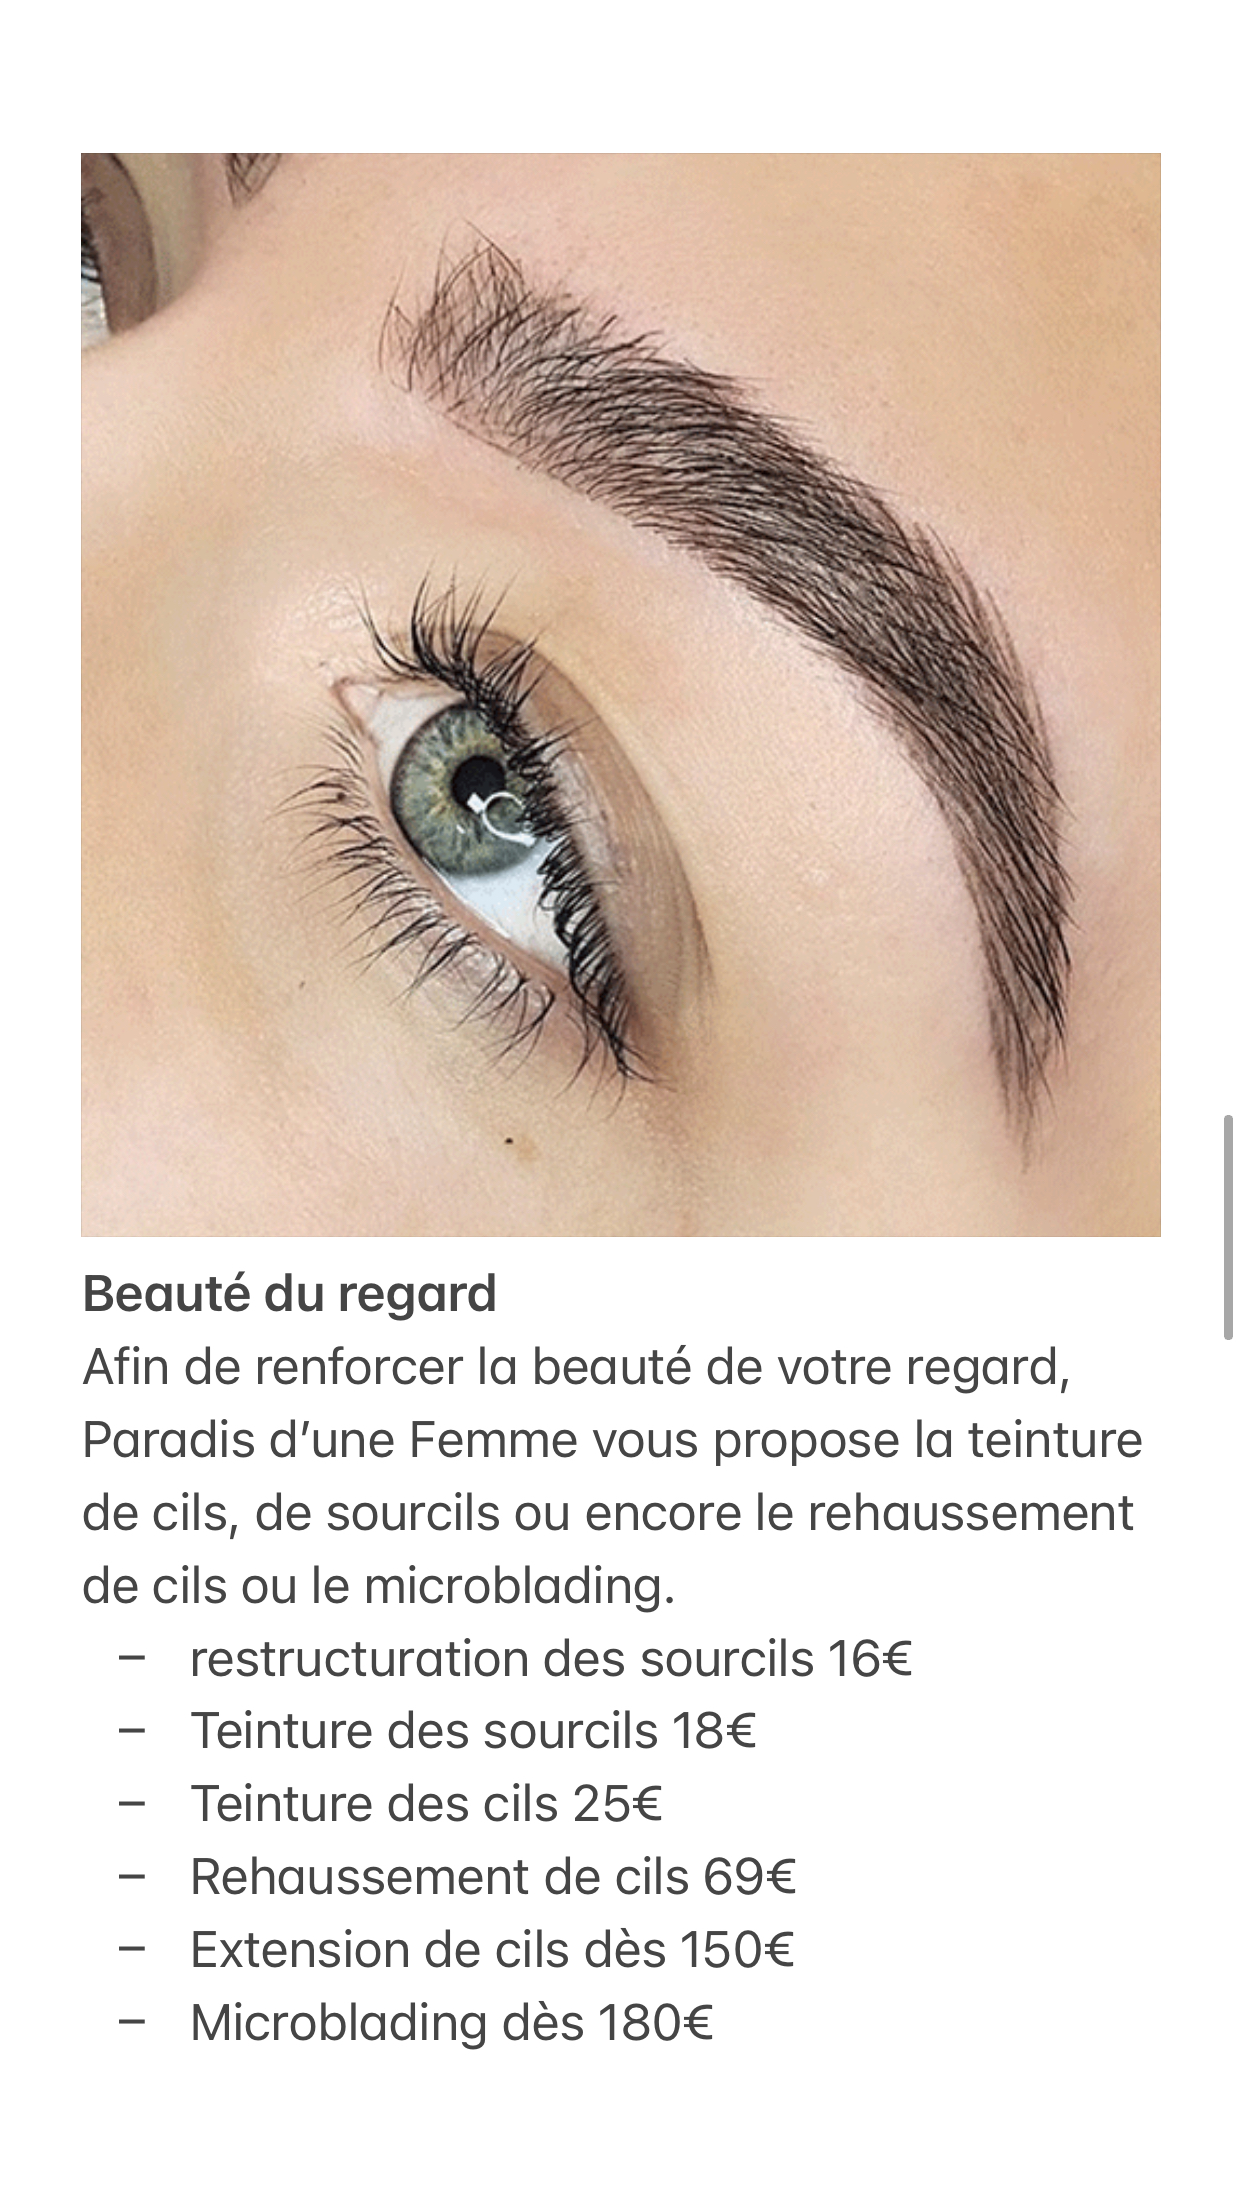 Beauté du regard
Afin de renforcer la beauté de votre regard,
Paradis d’une Femme vous propose la teinture
de cils, de sourcils ou encore le rehaussement
de cils ou le microblading.
– restructuration des sourcils 16€
– Teinture des sourcils 18€
– Teinture des cils 25€
– Rehaussement de cils 69€
– Extension de cils dès 150€
– Microblading dès 180€